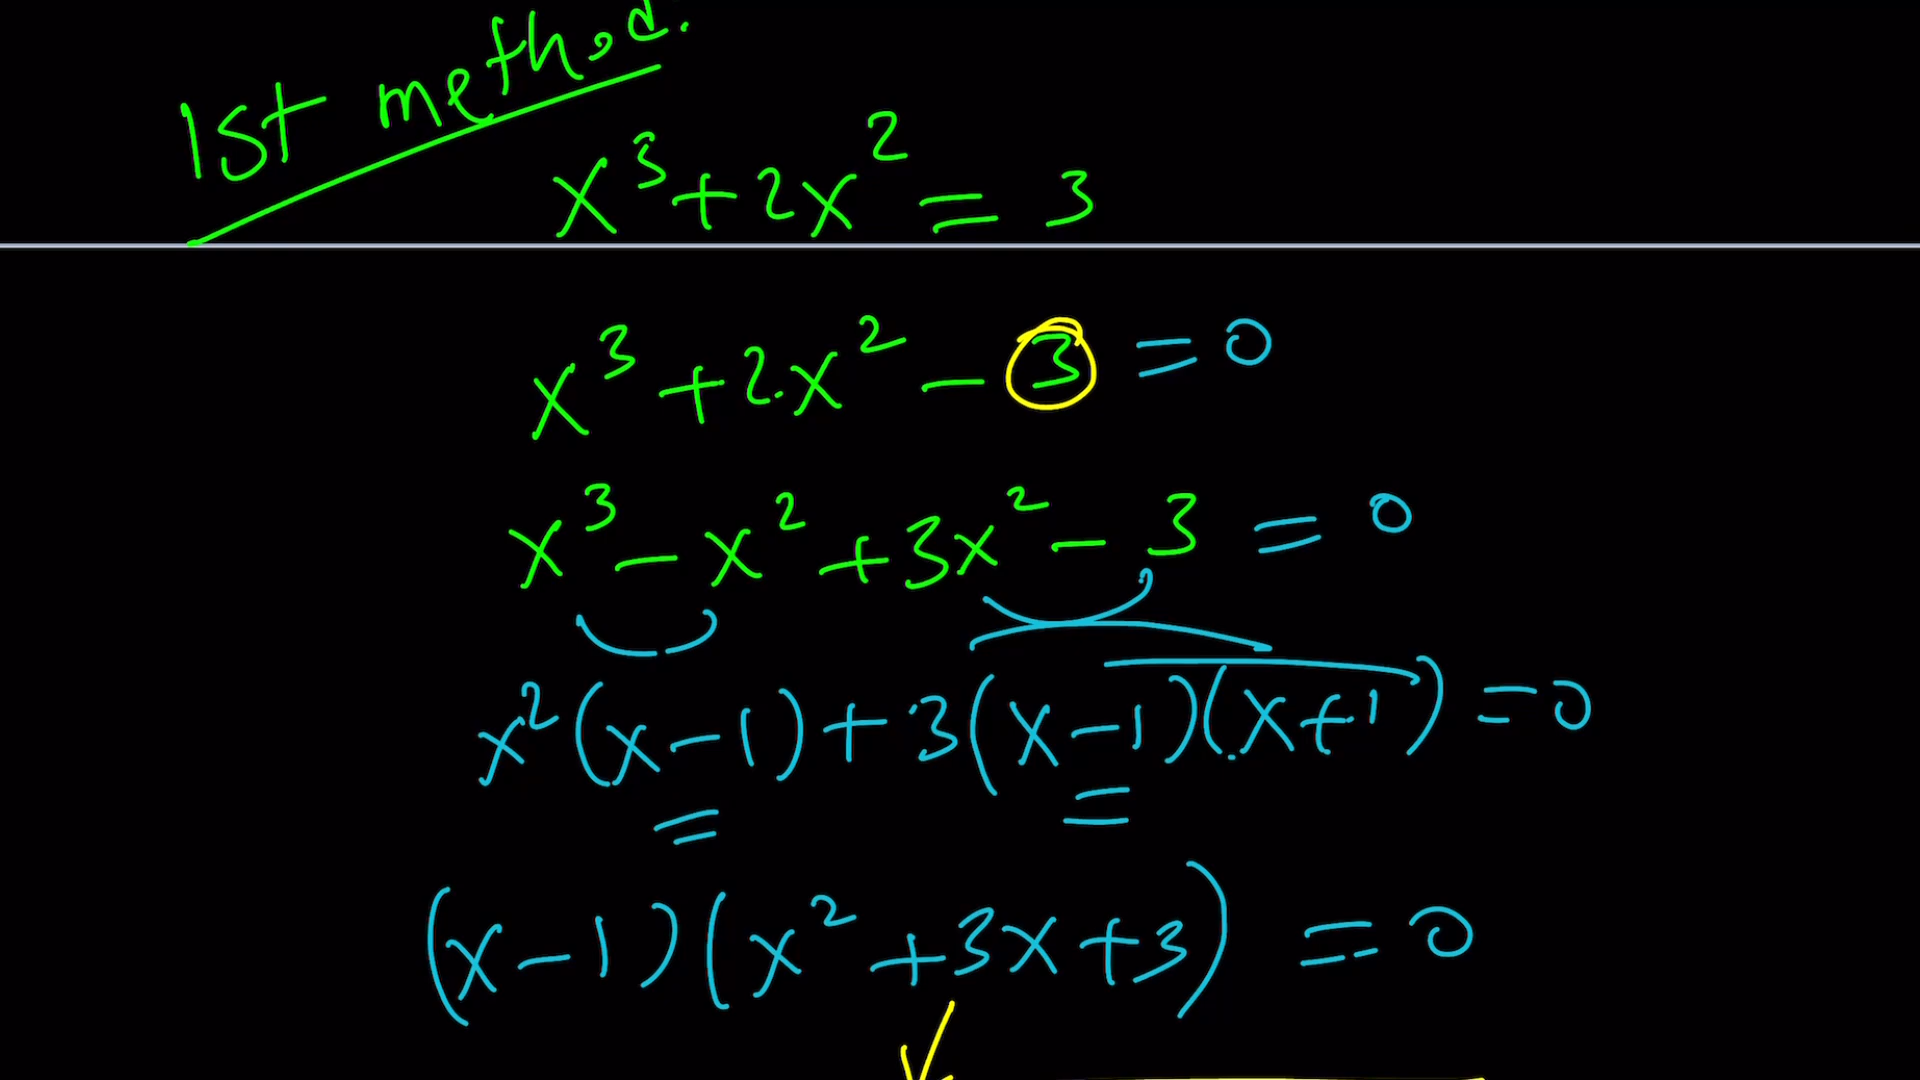 1st method.
x³+2x²=3
x³+2x²-3=0
x³-x²+3x²-3=0
x²(x-1)+3(x-1)(x+1)=0
(x-1)(x²+3x+3)=0